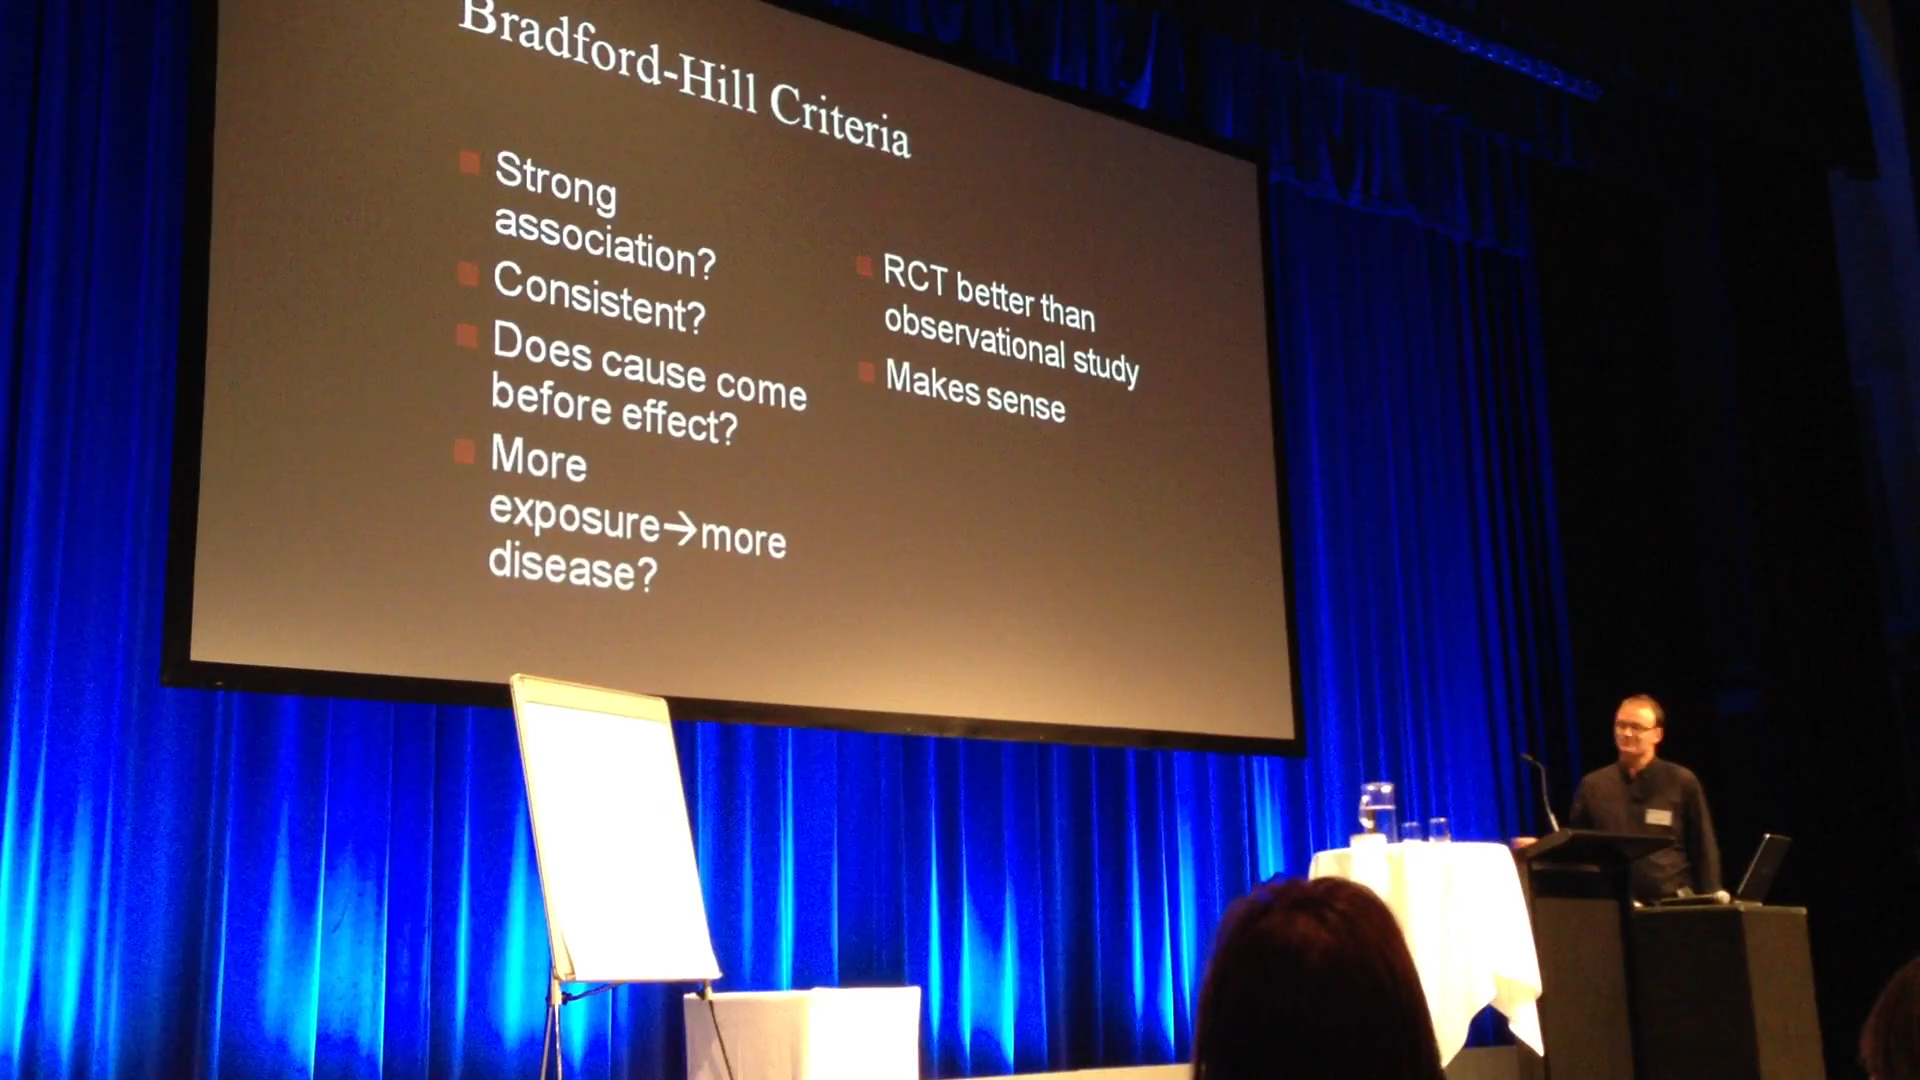 Bradford-Hill Criteria
Strong
association?
Consistent?
Does cause come
before effect?
More
exposure→more
disease?
RCT better than
observational study
Makes sense